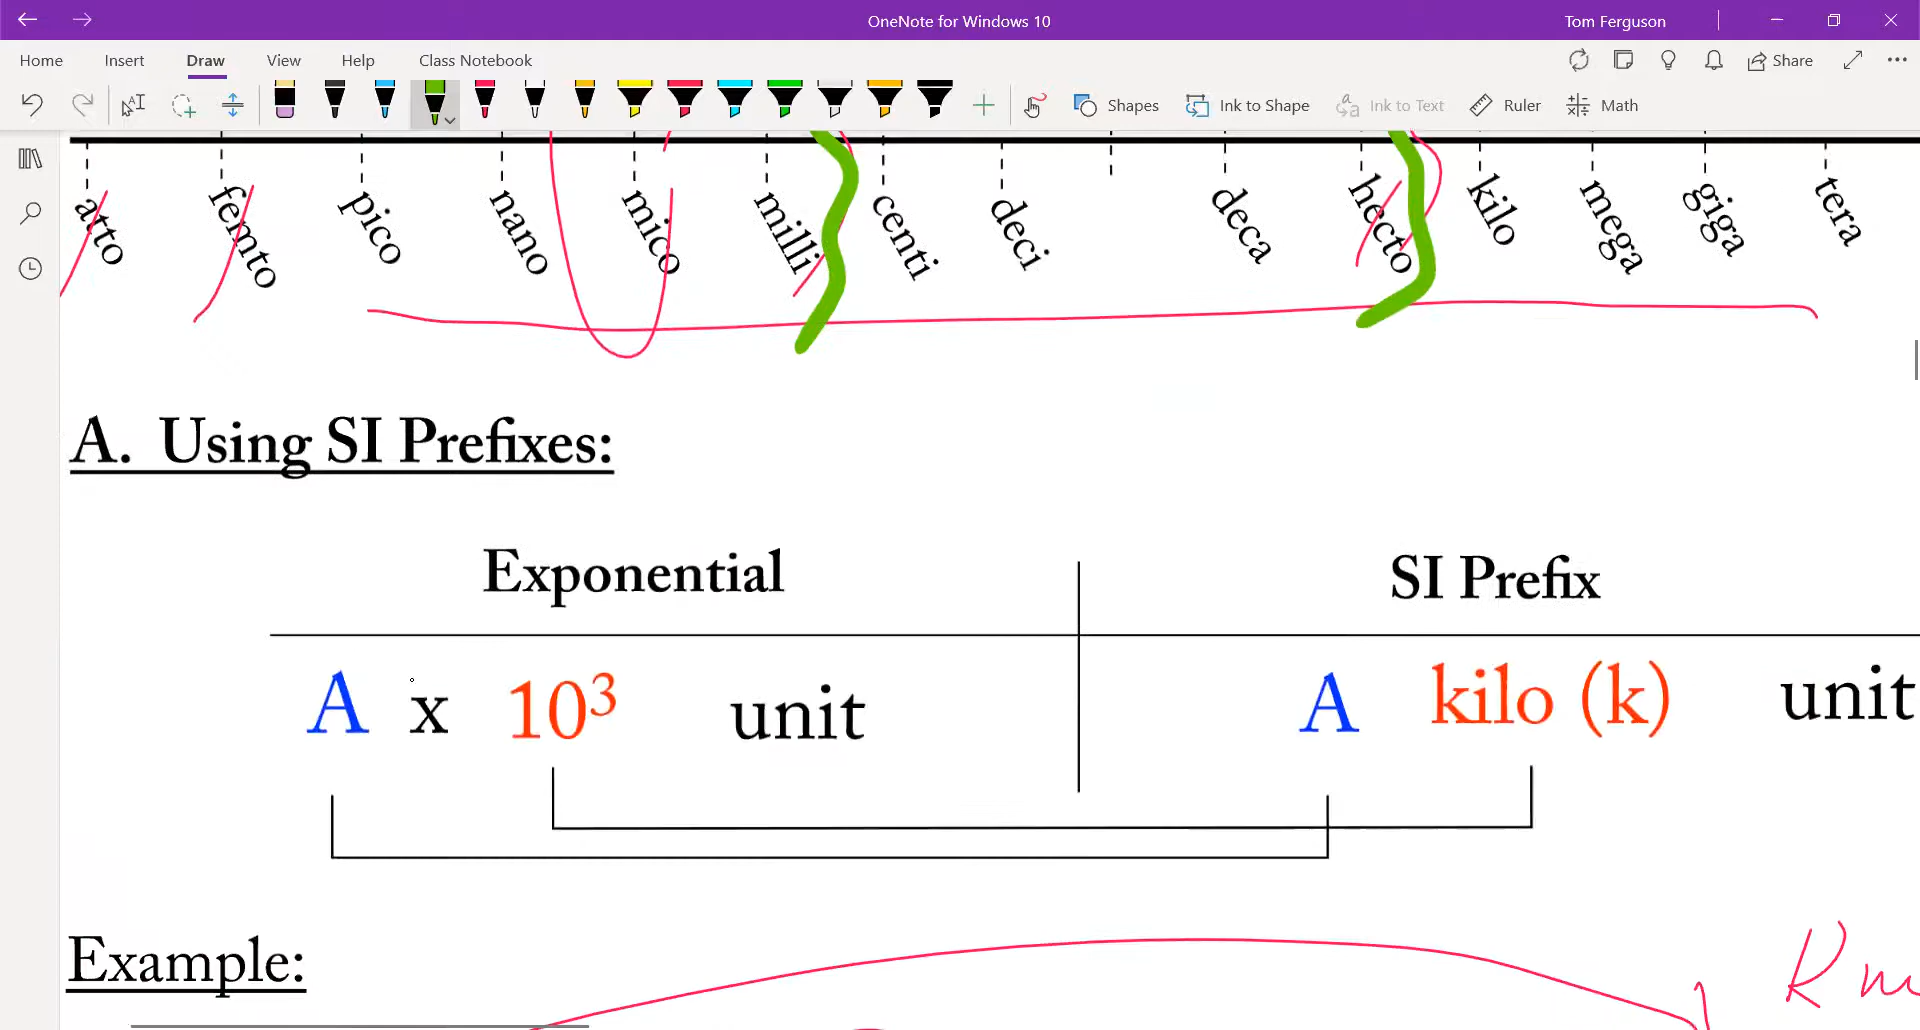 OneNote for Windows 10
Tom Ferguson
Home Insert Draw View Help Class Notebook
Share
Shapes Ink to Shape Ink to Text Ruler Math
atto femto pico nano mico milli centi deci deca hecto kilo mega giga tera
A. Using SI Prefixes:
Exponential SI Prefix
A x 10³ unit A kilo (k) unit
Example: